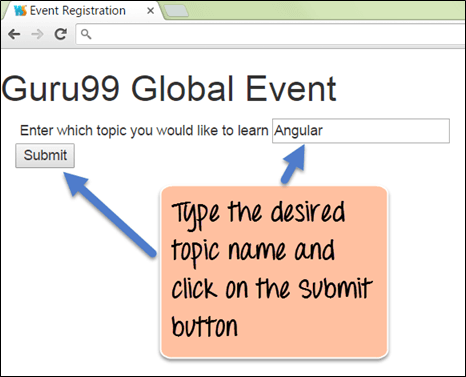 Event Registration
Guru99 Global Event
Enter which topic you would like to learn Angular
Submit
Type the desired
topic name and
click on the Submit
button